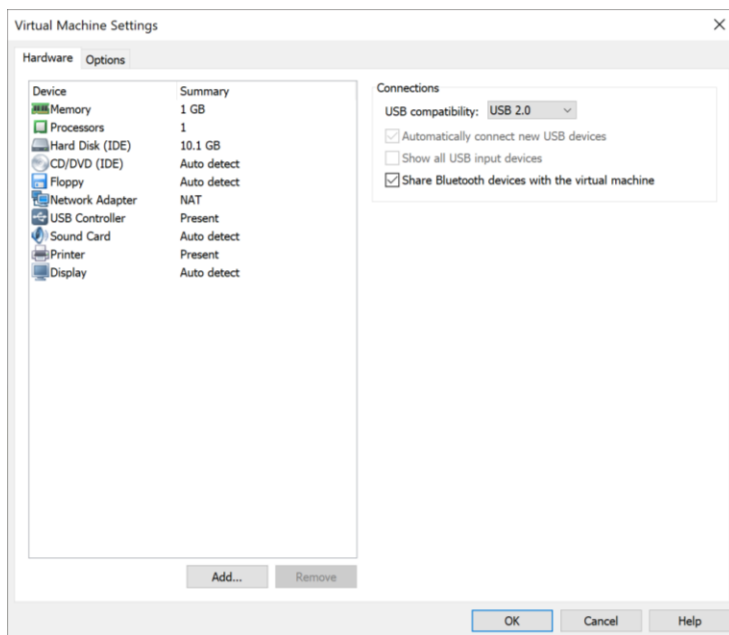 Virtual Machine Settings
Hardware Options
Device Summary
Memory 1 GB
Processors 1
Hard Disk (IDE) 10.1 GB
CD/DVD (IDE) Auto detect
Floppy Auto detect
Network Adapter NAT
USB Controller Present
Sound Card Auto detect
Printer Present
Display Auto detect
Connections
USB compatibility: USB 2.0
Automatically connect new USB devices
Show all USB input devices
Share Bluetooth devices with the virtual machine
Add... Remove
OK Cancel Help